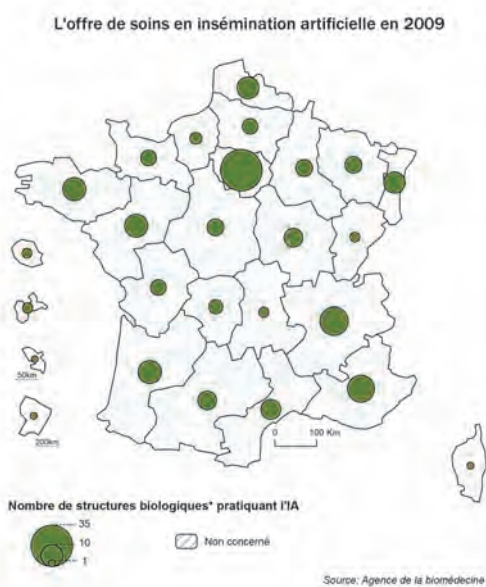 L'offre de soins en insémination artificielle en 2009
50km
200km
0 100 Km
Nombre de structures biologiques* pratiquant l'IA
35
10
1
Non concerné
Source: Agence de la biomédecine